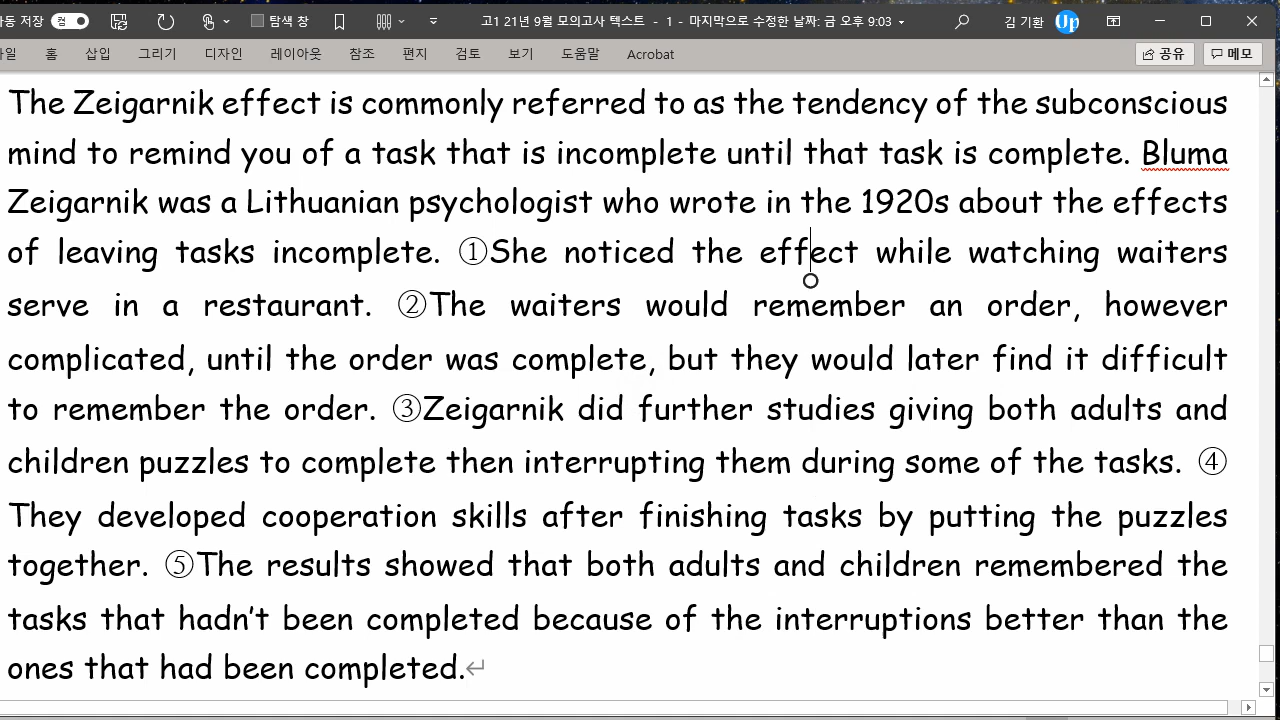 동 저장 컴 탐색 창 고1 21년 9월 모의고사 텍스트 - 1 - 마지막으로 수정한 날짜: 금 오후 9:03 김 기환 Up
일 홈 삽입 그리기 디자인 레이아웃 참조 편지 검토 보기 도움말 Acrobat 공유 메모
The Zeigarnik effect is commonly referred to as the tendency of the subconscious
mind to remind you of a task that is incomplete until that task is complete. Bluma
Zeigarnik was a Lithuanian psychologist who wrote in the 1920s about the effects
of leaving tasks incomplete. ①She noticed the effect while watching waiters
serve in a restaurant. ②The waiters would remember an order, however
complicated, until the order was complete, but they would later find it difficult
to remember the order. ③Zeigarnik did further studies giving both adults and
children puzzles to complete then interrupting them during some of the tasks. ④
They developed cooperation skills after finishing tasks by putting the puzzles
together. ⑤The results showed that both adults and children remembered the
tasks that hadn't been completed because of the interruptions better than the
ones that had been completed.↵